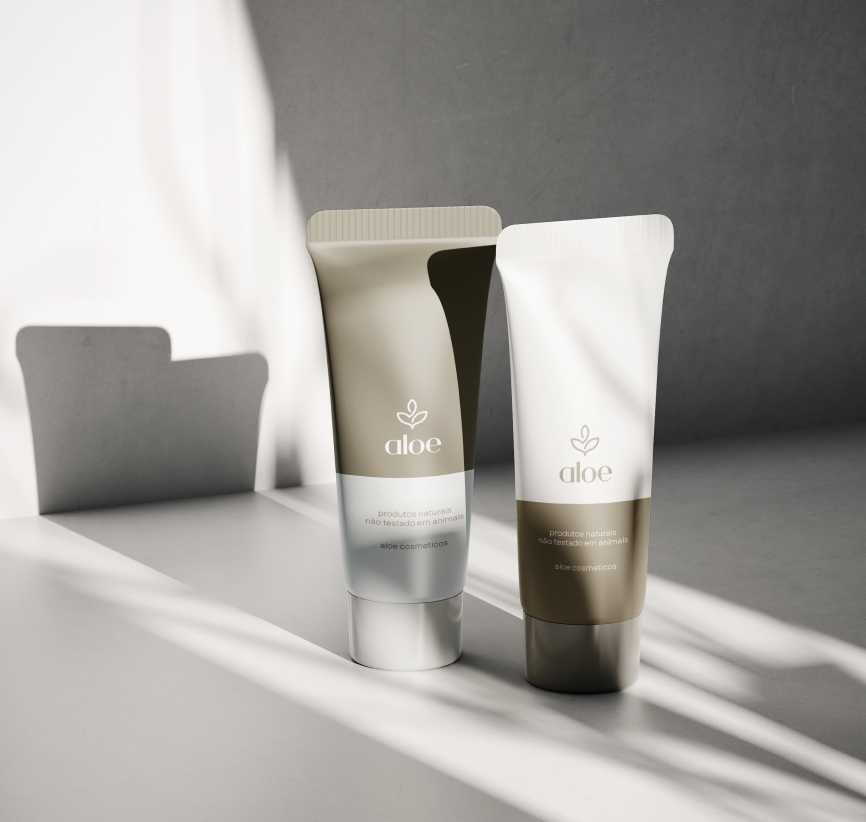 aloe
produtos naturais
não testado em animais
aloe cosmeticos
aloe
produtos naturais
não testado em animais
aloe cosmeticos